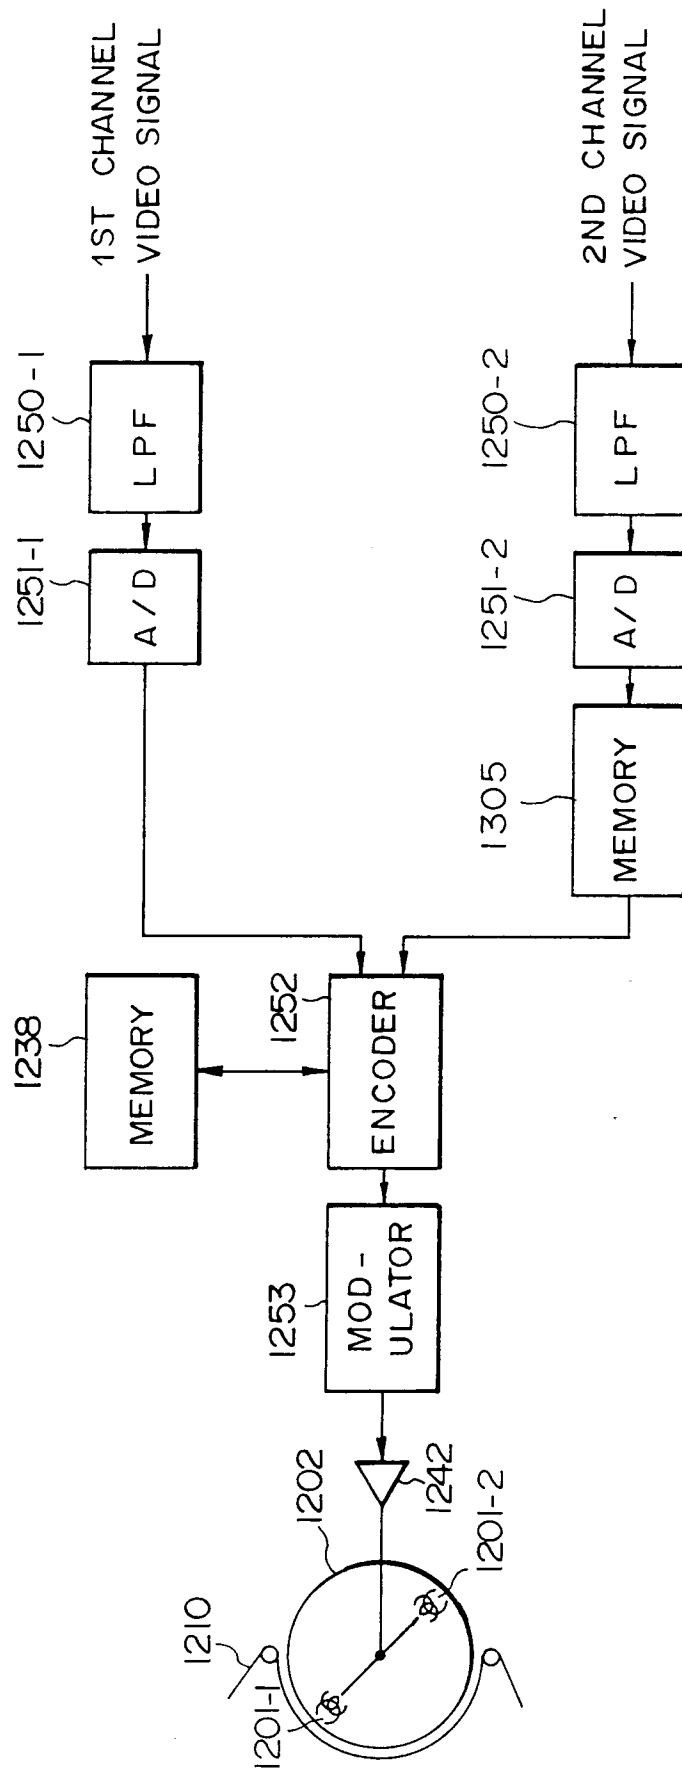 1ST CHANNEL
VIDEO SIGNAL
1250-1
LPF
1251-1
A/D
2ND CHANNEL
VIDEO SIGNAL
1250-2
LPF
1251-2
A/D
1305
MEMORY
1238
MEMORY
1252
ENCODER
1253
MOD-
ULATOR
1242
1202
1210
1201-1
1201-2